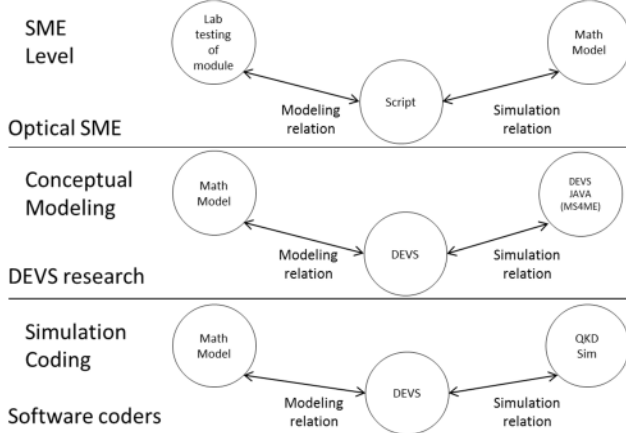 SME
Level
Lab
testing
of
module
Math
Model
Script
Modeling
relation
Simulation
relation
Optical SME
Conceptual
Modeling
Math
Model
DEVS
JAVA
(MS4ME)
DEVS
Modeling
relation
Simulation
relation
DEVS research
Simulation
Coding
Math
Model
QKD
Sim
DEVS
Modeling
relation
Simulation
relation
Software coders